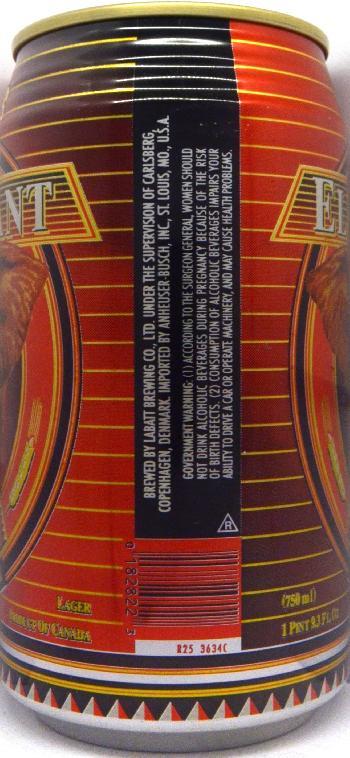 NT
EL
BREWED BY LABATT BREWING CO., LTD. UNDER THE SUPERVISION OF CARLSBERG,
COPENHAGEN, DENMARK. IMPORTED BY ANHEUSER-BUSCH, INC., ST. LOUIS, MO., U.S.A.
GOVERNMENT WARNING: (1) ACCORDING TO THE SURGEON GENERAL, WOMEN SHOULD
NOT DRINK ALCOHOLIC BEVERAGES DURING PREGNANCY BECAUSE OF THE RISK
OF BIRTH DEFECTS. (2) CONSUMPTION OF ALCOHOLIC BEVERAGES IMPAIRS YOUR
ABILITY TO DRIVE A CAR OR OPERATE MACHINERY, AND MAY CAUSE HEALTH PROBLEMS.
R
0 82822 3
LAGER
OF CANADA
(750 ml)
1 PINT 9.3 FL. O
R25 3634C